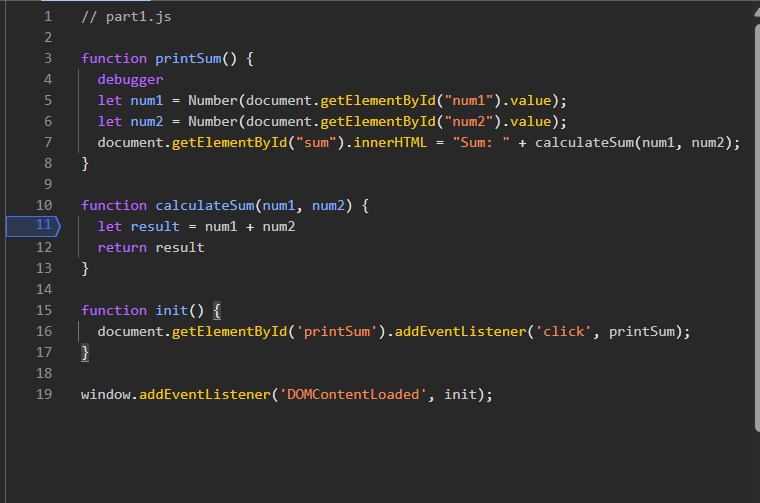 1 // part1.js
2
3 function printSum() {
4   debugger
5   let num1 = Number(document.getElementById("num1").value);
6   let num2 = Number(document.getElementById("num2").value);
7   document.getElementById("sum").innerHTML = "Sum: " + calculateSum(num1, num2);
8 }
9
10 function calculateSum(num1, num2) {
11   let result = num1 + num2
12   return result
13 }
14
15 function init() {
16   document.getElementById('printSum').addEventListener('click', printSum);
17 }
18
19 window.addEventListener('DOMContentLoaded', init);